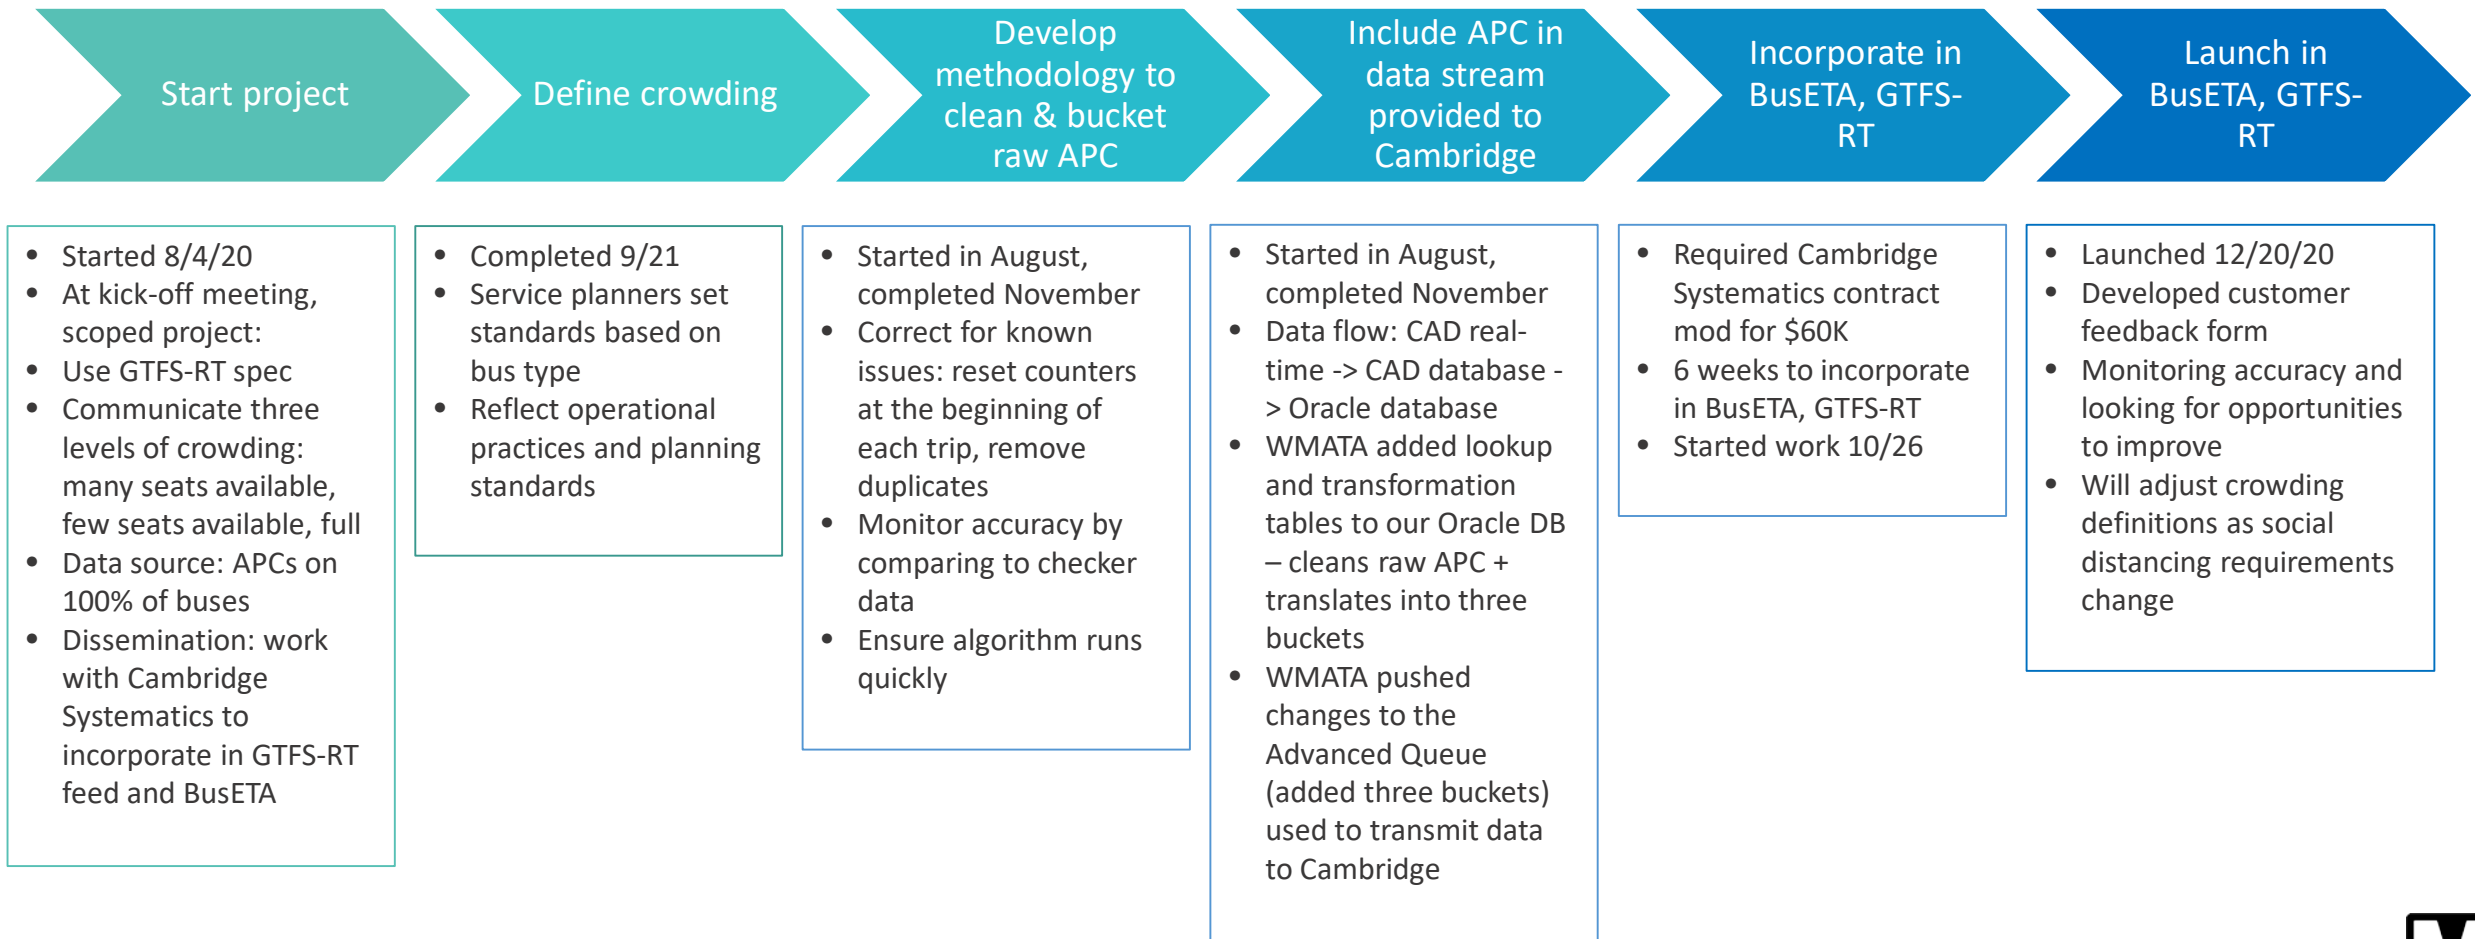 Start project
Define crowding
Develop
methodology to
clean & bucket
raw APC
Include APC in
data stream
provided to
Cambridge
Incorporate in
BusETA, GTFS-
RT
Launch in
BusETA, GTFS-
RT
• Started 8/4/20
• At kick-off meeting,
scoped project:
• Use GTFS-RT spec
• Communicate three
levels of crowding:
many seats available,
few seats available, full
• Data source: APCs on
100% of buses
• Dissemination: work
with Cambridge
Systematics to
incorporate in GTFS-RT
feed and BusETA
• Completed 9/21
• Service planners set
standards based on
bus type
• Reflect operational
practices and planning
standards
• Started in August,
completed November
• Correct for known
issues: reset counters
at the beginning of
each trip, remove
duplicates
• Monitor accuracy by
comparing to checker
data
• Ensure algorithm runs
quickly
• Started in August,
completed November
• Data flow: CAD real-
time -> CAD database -
> Oracle database
• WMATA added lookup
and transformation
tables to our Oracle DB
– cleans raw APC +
translates into three
buckets
• WMATA pushed
changes to the
Advanced Queue
(added three buckets)
used to transmit data
to Cambridge
• Required Cambridge
Systematics contract
mod for $60K
• 6 weeks to incorporate
in BusETA, GTFS-RT
• Started work 10/26
• Launched 12/20/20
• Developed customer
feedback form
• Monitoring accuracy and
looking for opportunities
to improve
• Will adjust crowding
definitions as social
distancing requirements
change